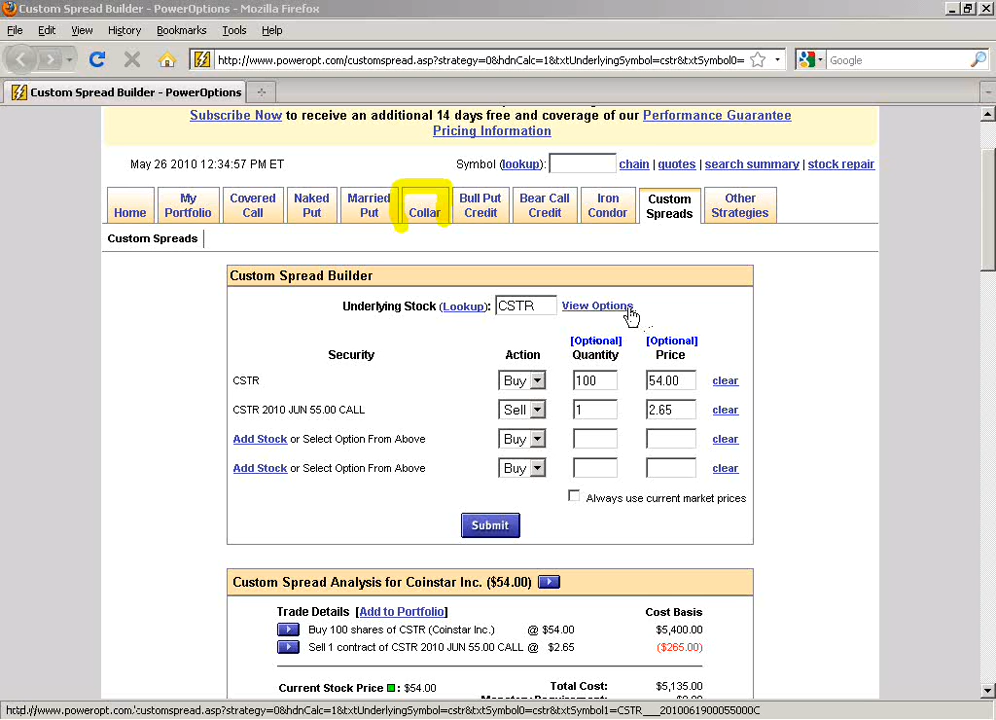 Custom Spread Builder - PowerOptions - Mozilla Firefox
File Edit View History Bookmarks Tools Help
http://www.poweropt.com/customspread.asp?strategy=0&hdnCalc=1&txtUnderlyingSymbol=cstr&txtSymbol0=
Google
Custom Spread Builder - PowerOptions
Subscribe Now to receive an additional 14 days free and coverage of our Performance Guarantee
Pricing Information
May 26 2010 12:34:57 PM ET Symbol (lookup): chain | quotes | search summary | stock repair
Home My Portfolio Covered Call Naked Put Married Put Collar Bull Put Credit Bear Call Credit Iron Condor Custom Spreads Other Strategies
Custom Spreads
Custom Spread Builder
Underlying Stock (Lookup): CSTR View Options
[Optional] [Optional]
Security Action Quantity Price
CSTR Buy 100 54.00 clear
CSTR 2010 JUN 55.00 CALL Sell 1 2.65 clear
Add Stock or Select Option From Above Buy clear
Add Stock or Select Option From Above Buy clear
Always use current market prices
Submit
Custom Spread Analysis for Coinstar Inc. ($54.00)
Trade Details [Add to Portfolio] Cost Basis
Buy 100 shares of CSTR (Coinstar Inc.) @ $54.00 $5,400.00
Sell 1 contract of CSTR 2010 JUN 55.00 CALL @ $2.65 ($265.00)
Current Stock Price : $54.00 Total Cost: $5,135.00
http://www.poweropt.com/customspread.asp?strategy=0&hdnCalc=1&txtUnderlyingSymbol=cstr&txtSymbol0=cstr&txtSymbol1=CSTR___2010061900055000C